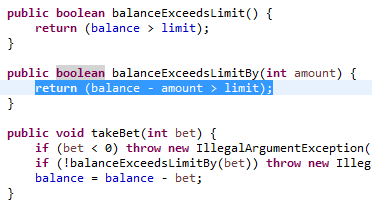 public boolean balanceExceedsLimit() {
    return (balance > limit);
}
public boolean balanceExceedsLimitBy(int amount) {
    return (balance - amount > limit);
}
public void takeBet(int bet) {
    if (bet < 0) throw new IllegalArgumentException(
    if (!balanceExceedsLimitBy(bet)) throw new Illeg
    balance = balance - bet;
}